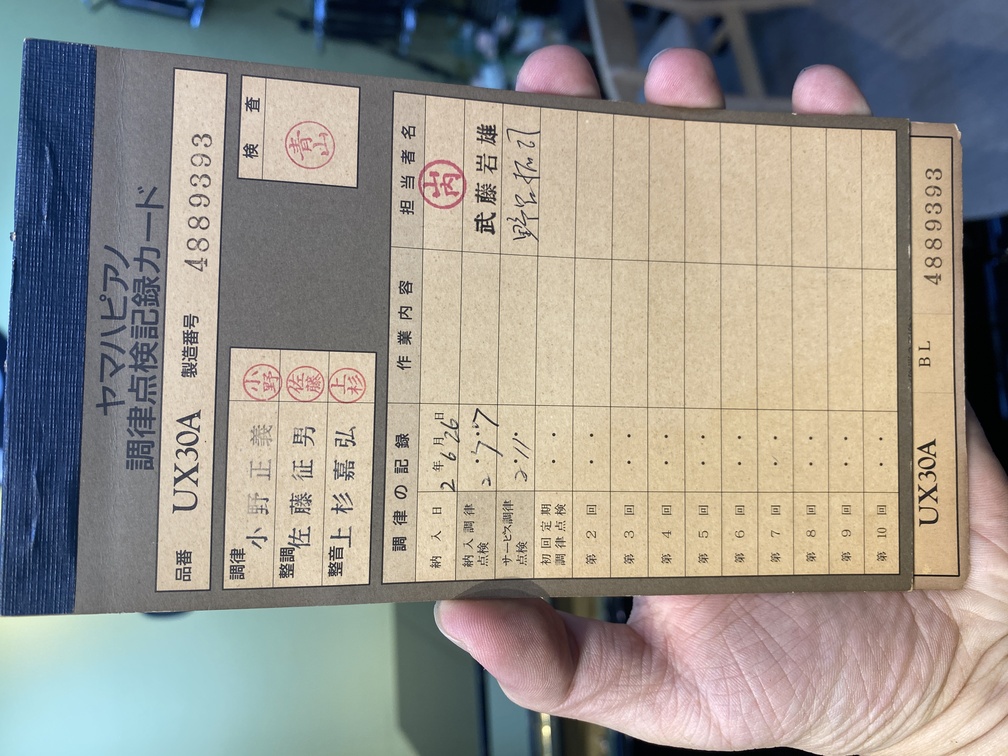 ヤマハピアノ
調律点検記録カード
品番 UX30A 製造番号 4889393
調律 小野正義 小野
整調 佐藤征男 佐藤
整音 上杉嘉弘 上杉
検査
青山
調律の記録 作業内容 担当者名
納入日 2年6月26日 山内
納入調律点検 2・7・7 武藤岩雄
サービス調律点検 2・11・
初回定期調律点検 ・・
第2回 ・・
第3回 ・・
第4回 ・・
第5回 ・・
第6回 ・・
第7回 ・・
第8回 ・・
第9回 ・・
第10回 ・・
UX30A BL 4889393